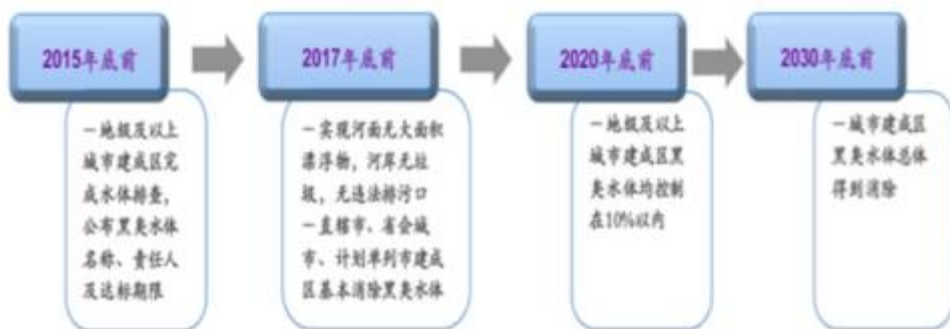 2015年底前
－地级及以上
城市建成区完
成水体排查，
公布黑臭水体
名称、责任人
及达标期限
2017年底前
－实现河面无大面积
漂浮物，河岸无垃
圾，无违法排污口
－直辖市、省会城
市、计划单列市建成
区基本消除黑臭水体
2020年底前
－地级及以上
城市建成区黑
臭水体均控制
在10%以内
2030年底前
－城市建成区
黑臭水体总体
得到消除